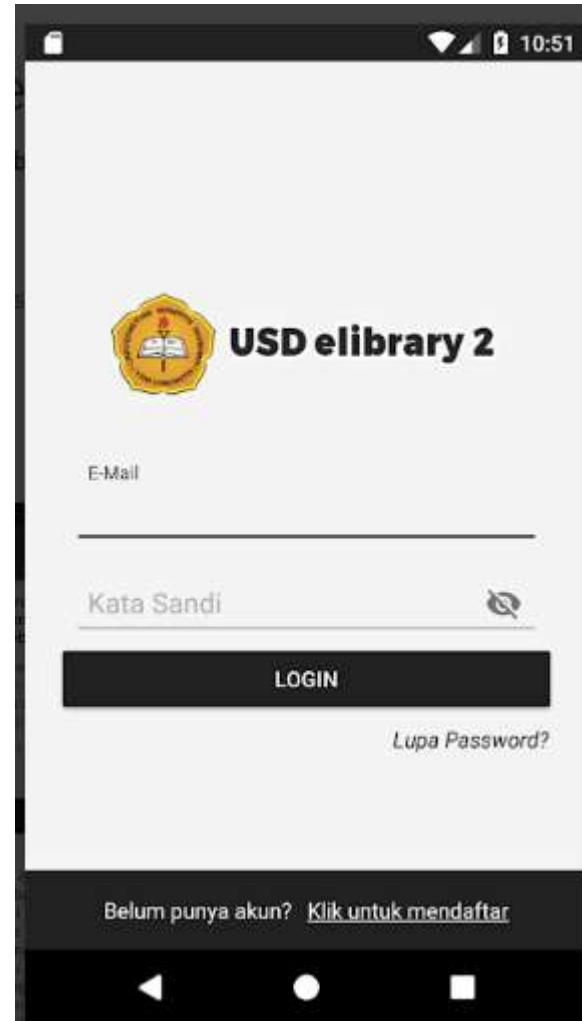 10:51
USD elibrary 2
E-Mail
Kata Sandi
LOGIN
Lupa Password?
Belum punya akun? Klik untuk mendaftar